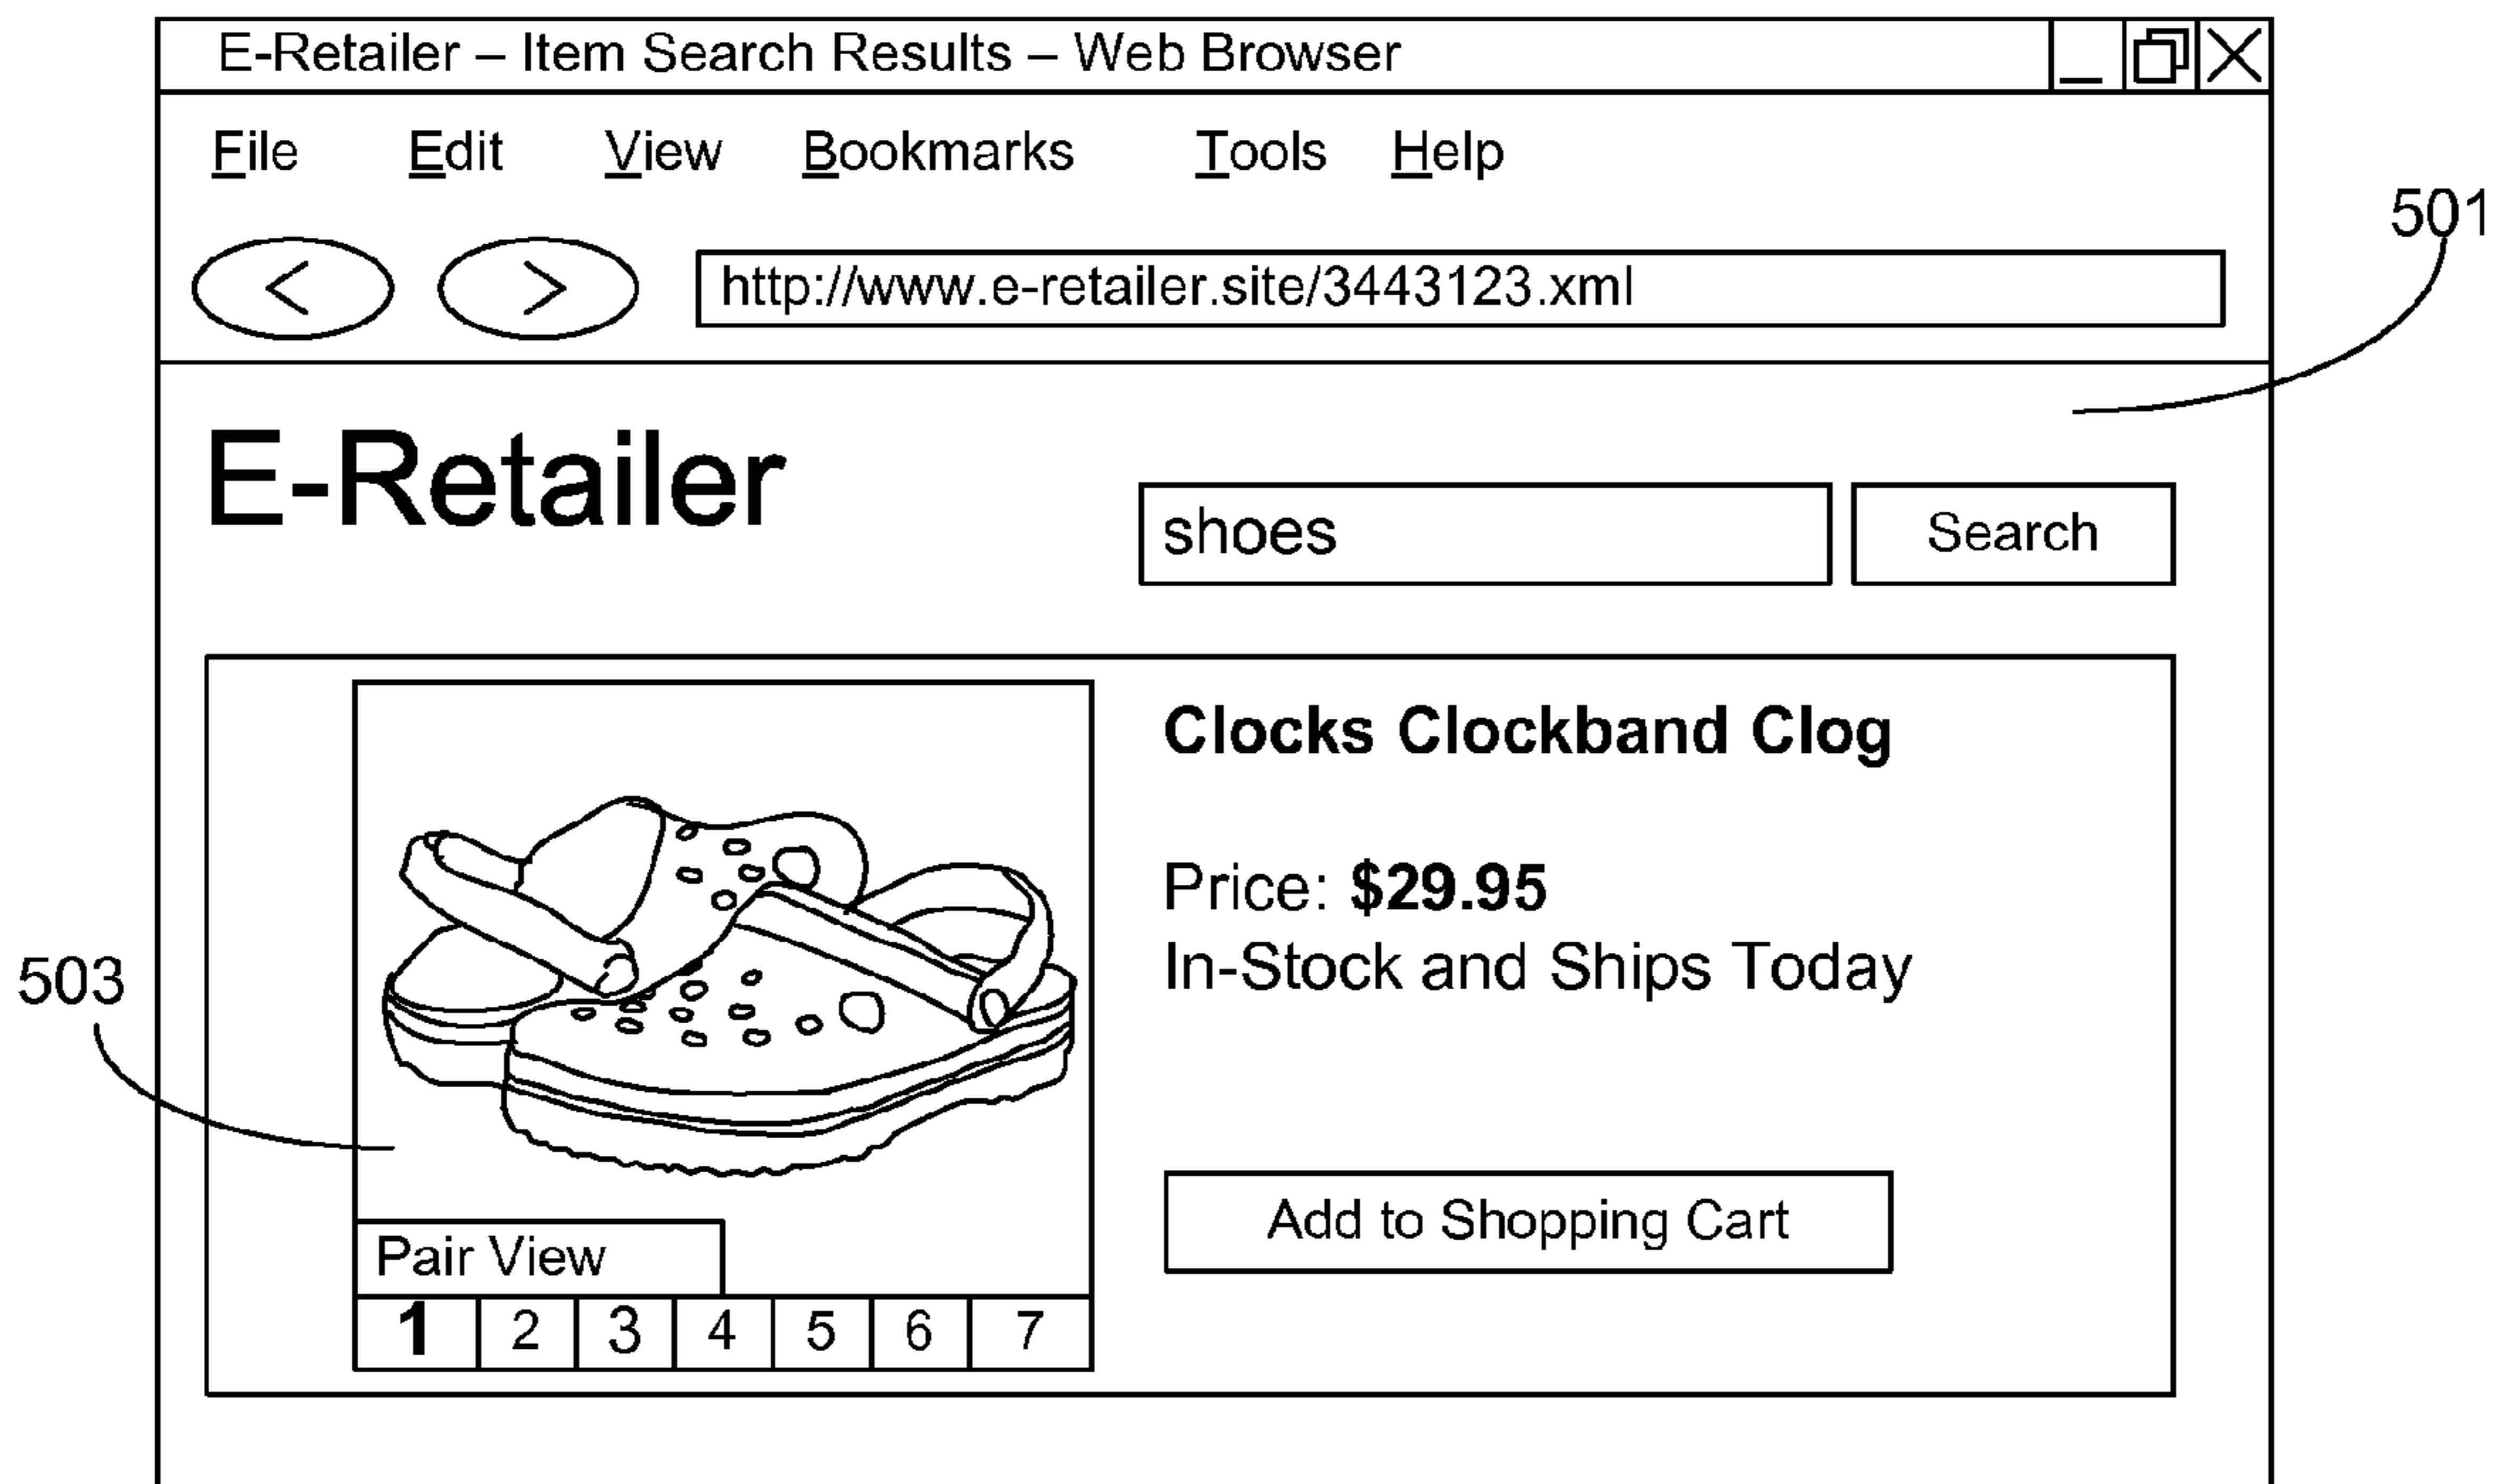 E-Retailer – Item Search Results – Web Browser
File Edit View Bookmarks Tools Help
501
< > http://www.e-retailer.site/3443123.xml
E-Retailer
shoes Search
Clocks Clockband Clog
Price: $29.95
In-Stock and Ships Today
503
Add to Shopping Cart
Pair View
1 2 3 4 5 6 7